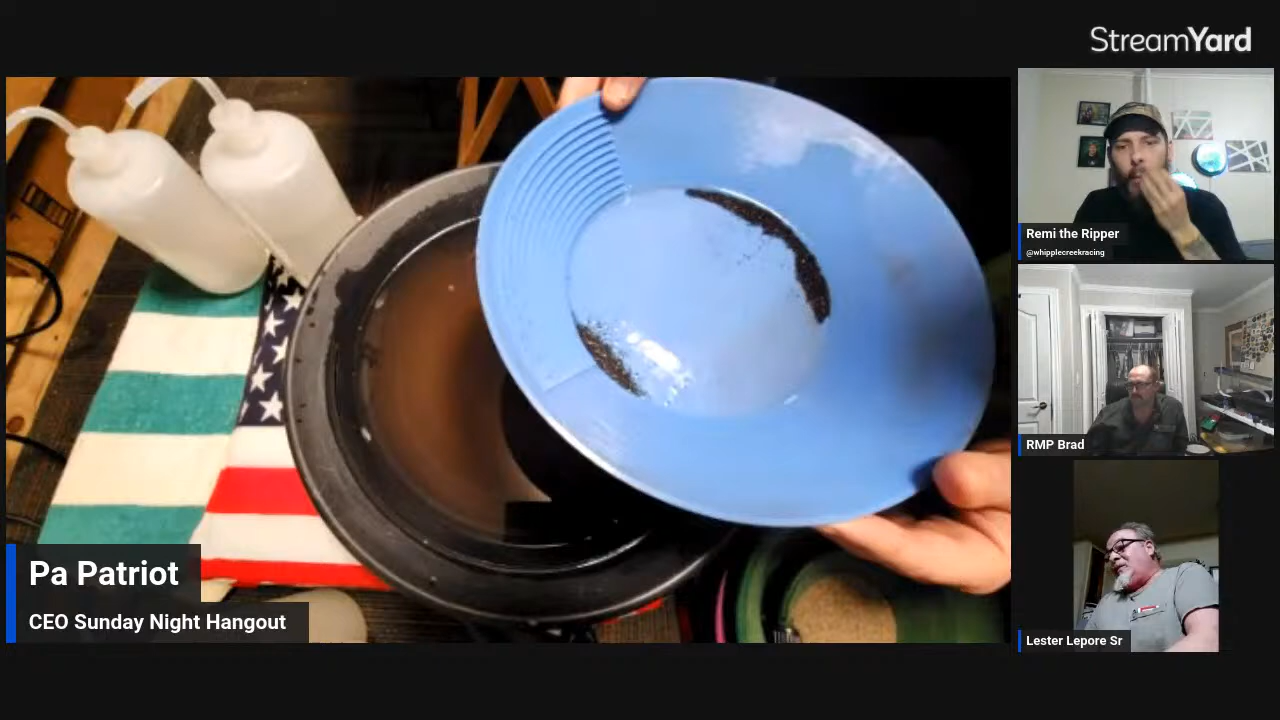 StreamYard
Remi the Ripper
@whipplecreekracing
RMP Brad
Pa Patriot
CEO Sunday Night Hangout
Lester Lepore Sr